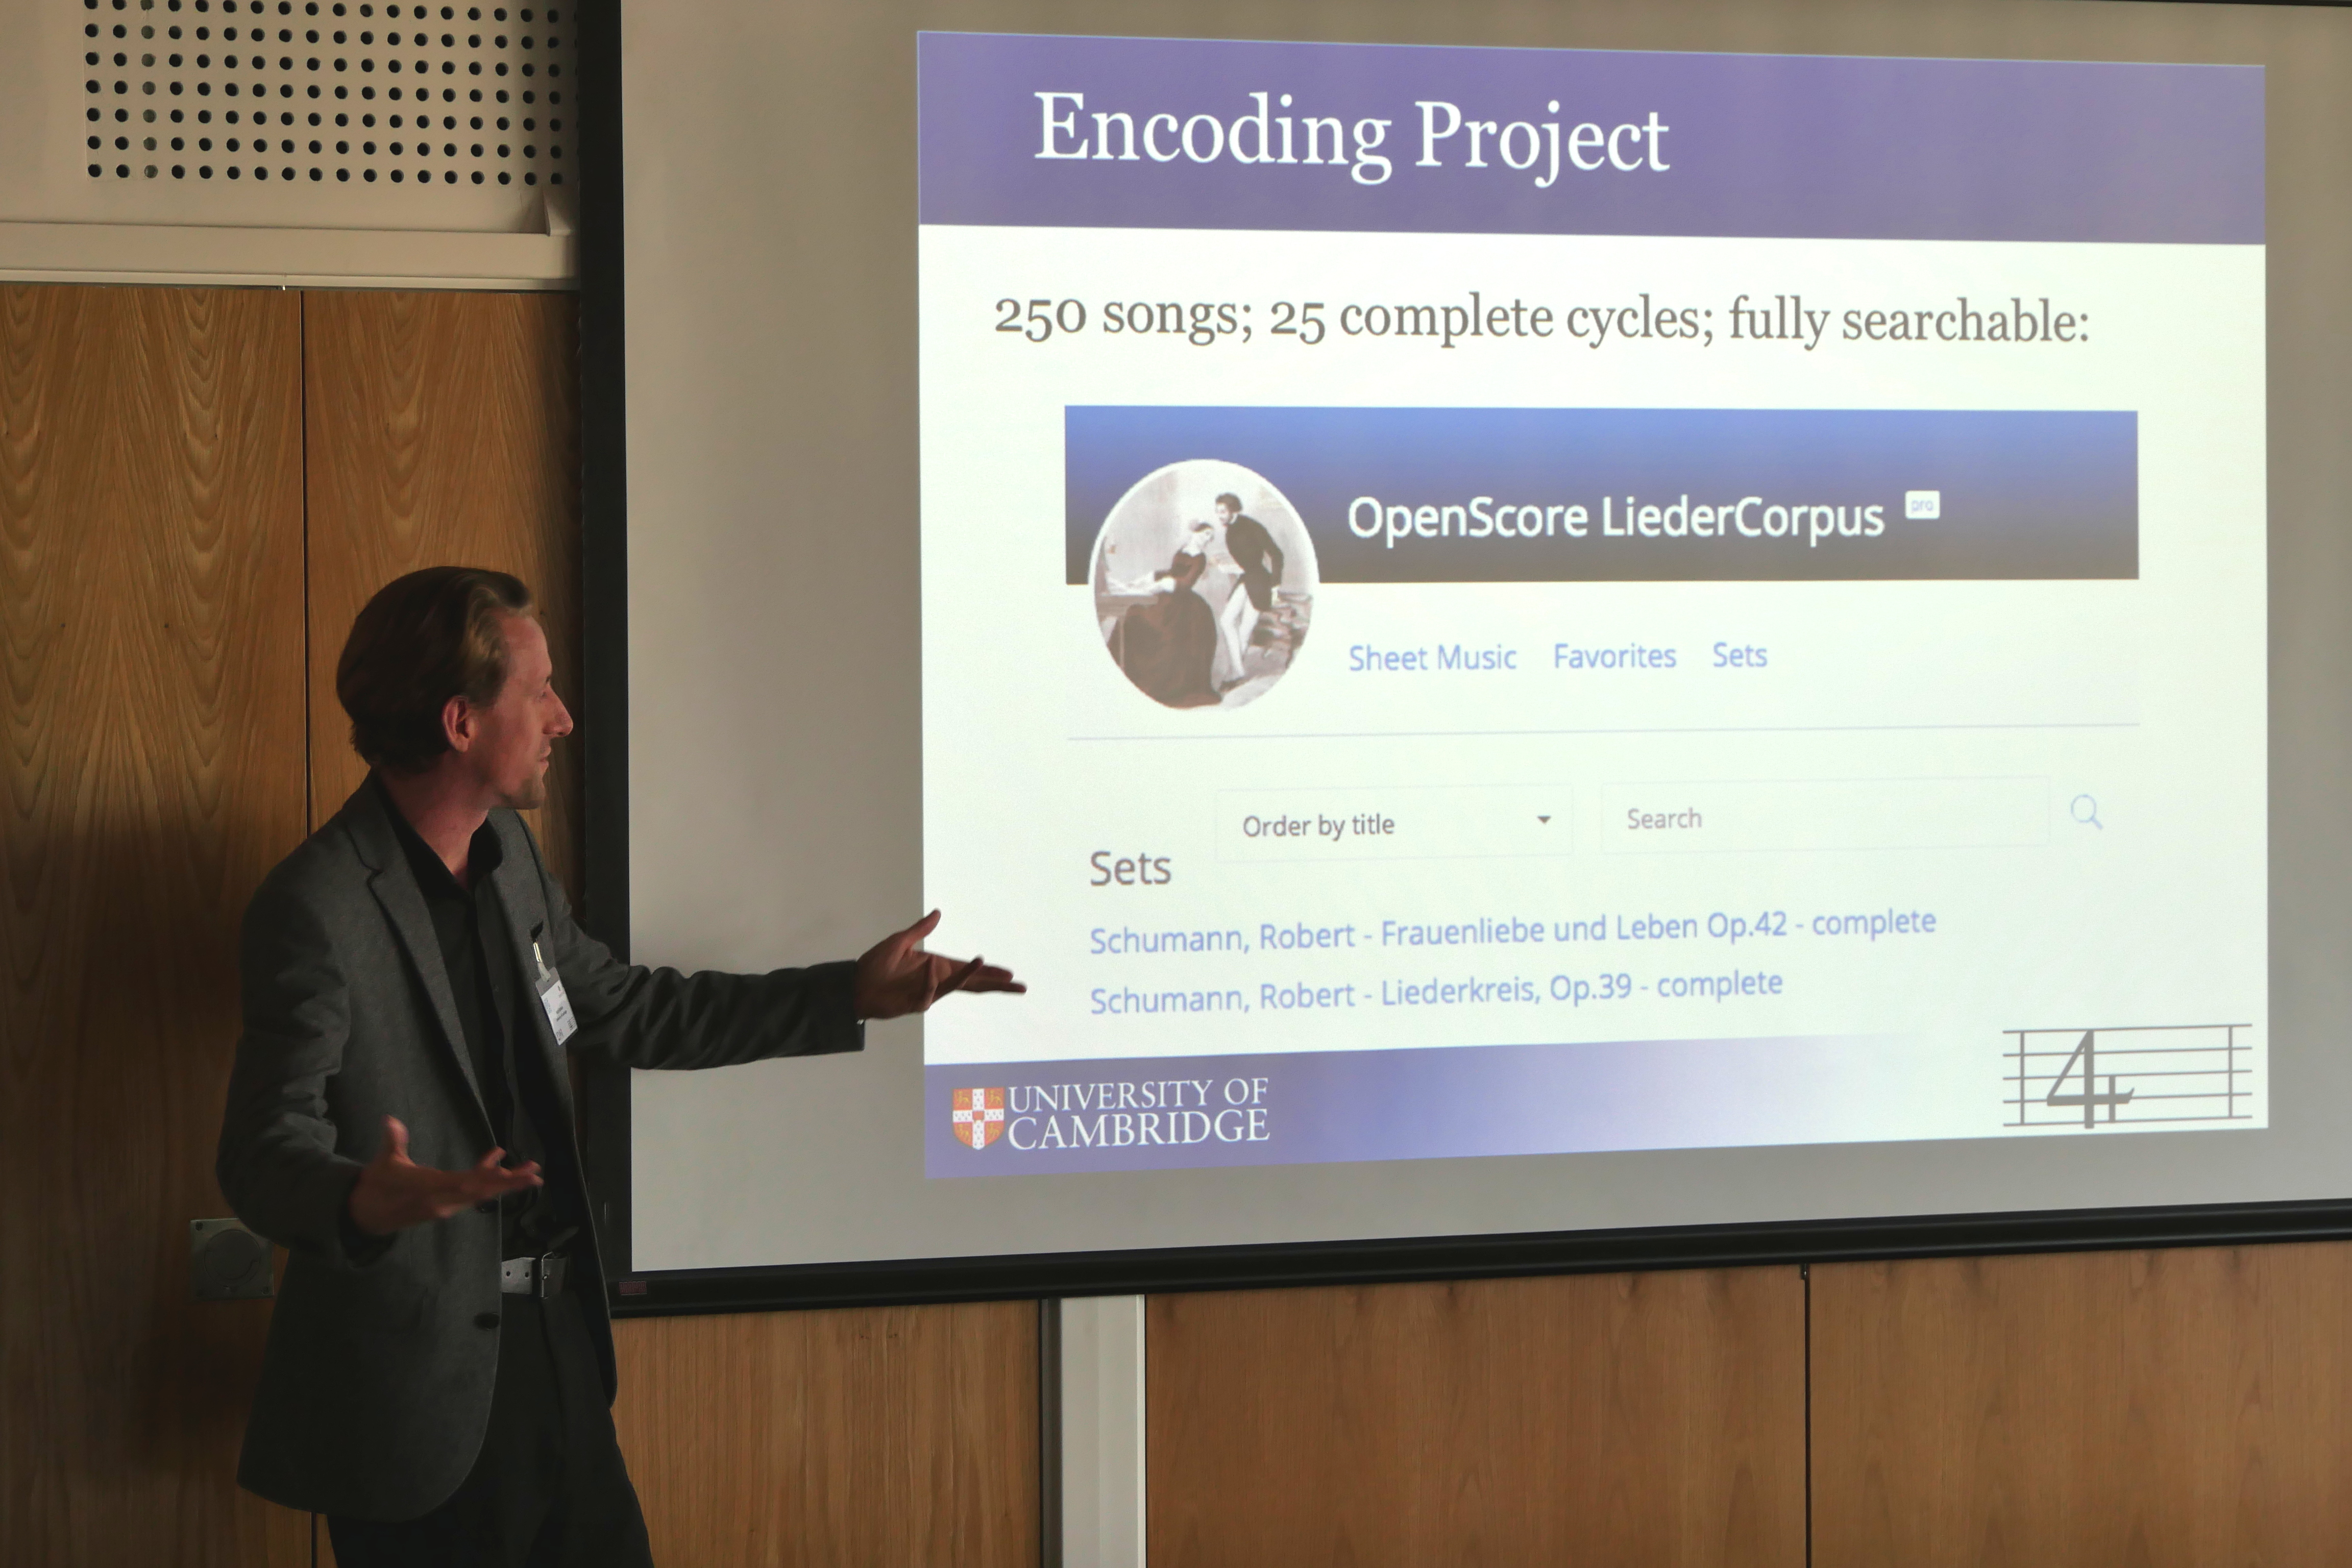 Encoding Project
250 songs; 25 complete cycles; fully searchable:
OpenScore LiederCorpus pro
Sheet Music Favorites Sets
Order by title Search
Sets
Schumann, Robert - Frauenliebe und Leben Op.42 - complete
Schumann, Robert - Liederkreis, Op.39 - complete
UNIVERSITY OF
CAMBRIDGE
4